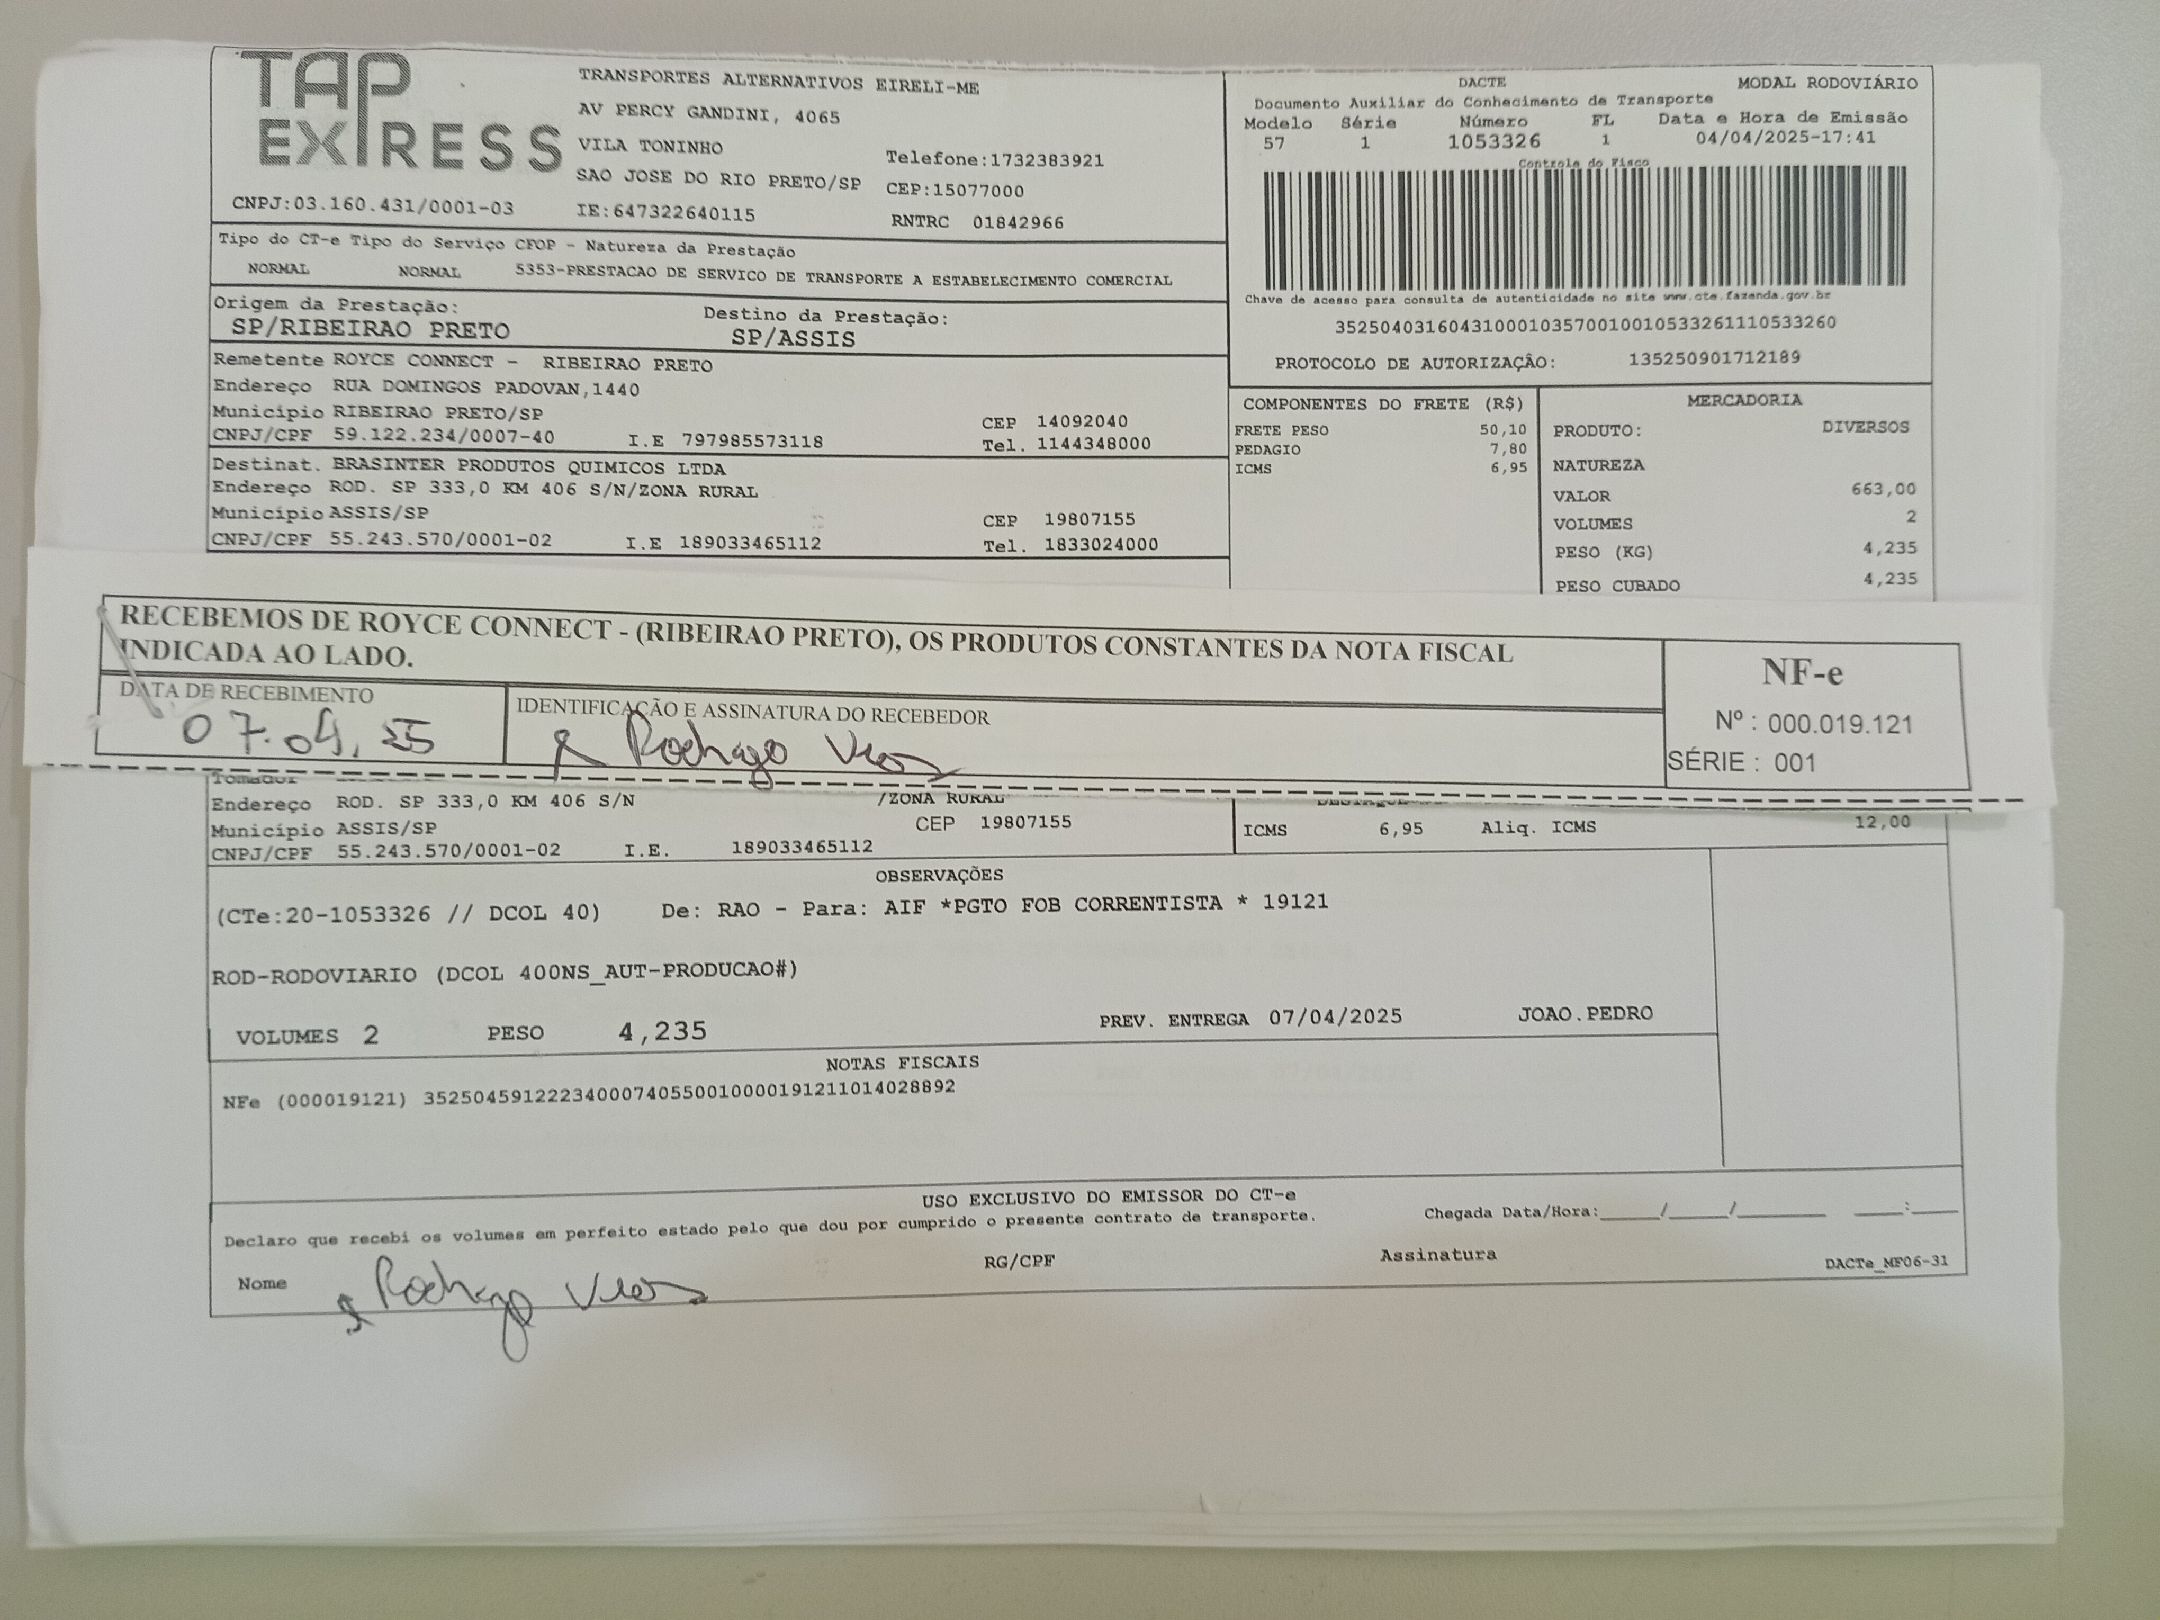 TAP
EXPRESS
TRANSPORTES ALTERNATIVOS EIRELI-ME
AV PERCY GANDINI, 4065
VILA TONINHO
Telefone:1732383921
SAO JOSE DO RIO PRETO/SP
CEP:15077000
CNPJ:03.160.431/0001-03
IE:647322640115
RNTRC 01842966
DACTE MODAL RODOVIÁRIO
Documento Auxiliar do Conhecimento de Transporte
Modelo Série Número FL Data e Hora de Emissão
57 1 1053326 1 04/04/2025-17:41
Controle do Fisco
Chave de acesso para consulta de autenticidade no site www.cte.fazenda.gov.br
35250403160431000103570010010533261110533260
PROTOCOLO DE AUTORIZAÇÃO: 135250901712189
Tipo do CT-e Tipo do Serviço CFOP - Natureza da Prestação
NORMAL NORMAL 5353-PRESTACAO DE SERVICO DE TRANSPORTE A ESTABELECIMENTO COMERCIAL
Origem da Prestação: Destino da Prestação:
SP/RIBEIRAO PRETO SP/ASSIS
Remetente ROYCE CONNECT - RIBEIRAO PRETO
Endereço RUA DOMINGOS PADOVAN,1440
Município RIBEIRAO PRETO/SP CEP 14092040
CNPJ/CPF 59.122.234/0007-40 I.E 797985573118 Tel. 1144348000
Destinat. BRASINTER PRODUTOS QUIMICOS LTDA
Endereço ROD. SP 333,0 KM 406 S/N/ZONA RURAL
Município ASSIS/SP CEP 19807155
CNPJ/CPF 55.243.570/0001-02 I.E 189033465112 Tel. 1833024000
COMPONENTES DO FRETE (R$)
FRETE PESO 50,10
PEDAGIO 7,80
ICMS 6,95
MERCADORIA
PRODUTO: DIVERSOS
NATUREZA
VALOR 663,00
VOLUMES 2
PESO (KG) 4,235
PESO CUBADO 4,235
RECEBEMOS DE ROYCE CONNECT - (RIBEIRAO PRETO), OS PRODUTOS CONSTANTES DA NOTA FISCAL
INDICADA AO LADO.
DATA DE RECEBIMENTO
07.04.25
IDENTIFICAÇÃO E ASSINATURA DO RECEBEDOR
Rodrigo
NF-e
Nº : 000.019.121
SÉRIE : 001
Tomador
Endereço ROD. SP 333,0 KM 406 S/N /ZONA RURAL
Município ASSIS/SP CEP 19807155
CNPJ/CPF 55.243.570/0001-02 I.E. 189033465112
ICMS 6,95 Aliq. ICMS 12,00
OBSERVAÇÕES
(CTe:20-1053326 // DCOL 40) De: RAO - Para: AIF *PGTO FOB CORRENTISTA * 19121
ROD-RODOVIARIO (DCOL 400NS_AUT-PRODUCAO#)
VOLUMES 2 PESO 4,235 PREV. ENTREGA 07/04/2025 JOAO.PEDRO
NOTAS FISCAIS
NFe (000019121) 35250459122234000740550010000191211014028892
USO EXCLUSIVO DO EMISSOR DO CT-e
Declaro que recebi os volumes em perfeito estado pelo que dou por cumprido o presente contrato de transporte.
Chegada Data/Hora:_____/_____/_______ ____:____
Nome Rodrigo RG/CPF Assinatura
DACTe_MF06-31